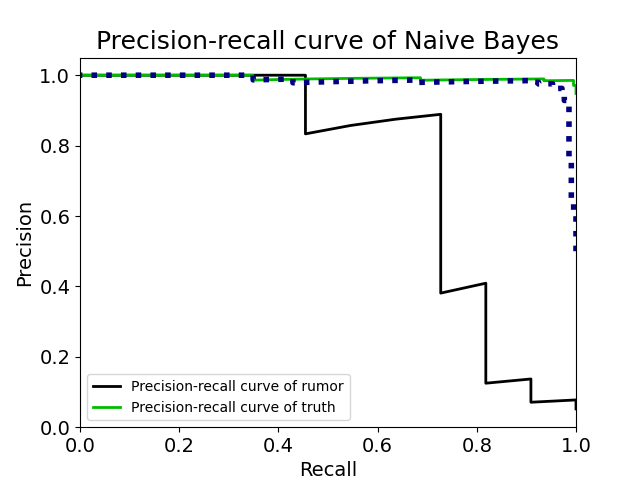 Precision-recall curve of Naive Bayes
1.0
0.8
0.6
0.4
0.2
0.0
Precision
Precision-recall curve of rumor
Precision-recall curve of truth
0.0 0.2 0.4 0.6 0.8 1.0
Recall